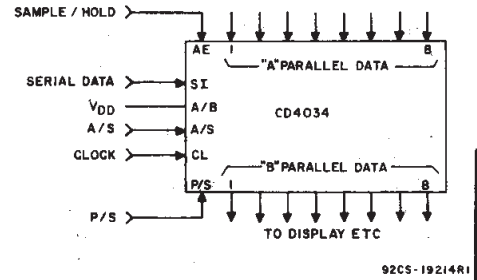 SAMPLE / HOLD
AE 1 8
"A" PARALLEL DATA
SERIAL DATA SI
VDD A/B
CD4034
A/S A/S
CLOCK CL
"B" PARALLEL DATA
P/S 1 8
P/S
TO DISPLAY ETC
92CS-19214R1